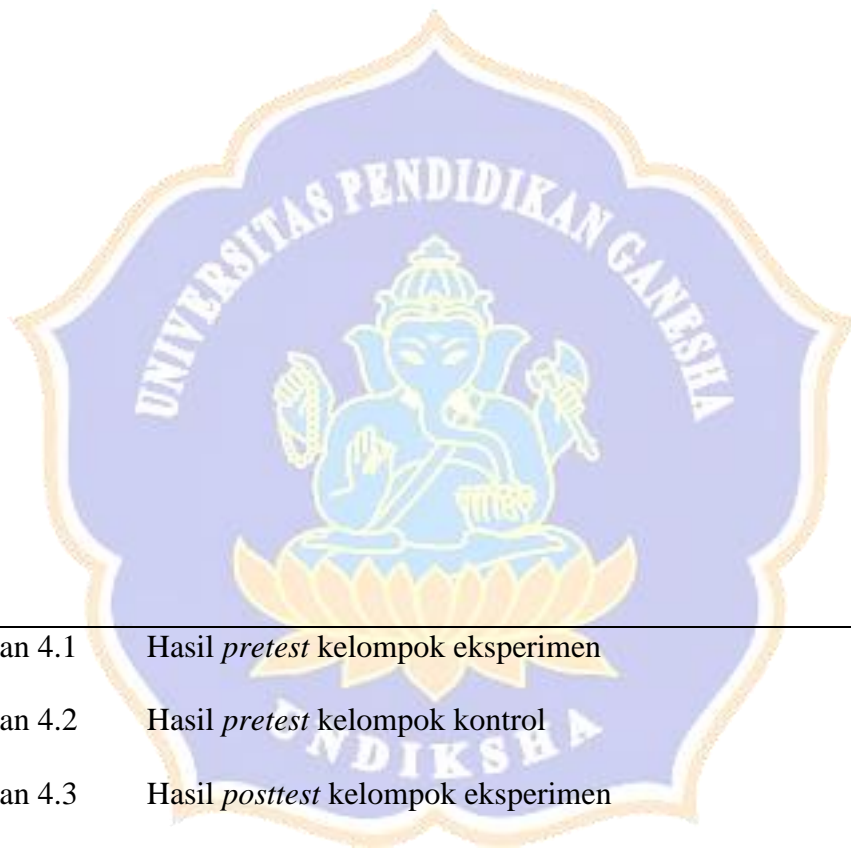 UNIVERSITAS PENDIDIKAN GANESHA
an 4.1 Hasil pretest kelompok eksperimen
UNDIKSHA
an 4.2 Hasil pretest kelompok kontrol
an 4.3 Hasil posttest kelompok eksperimen